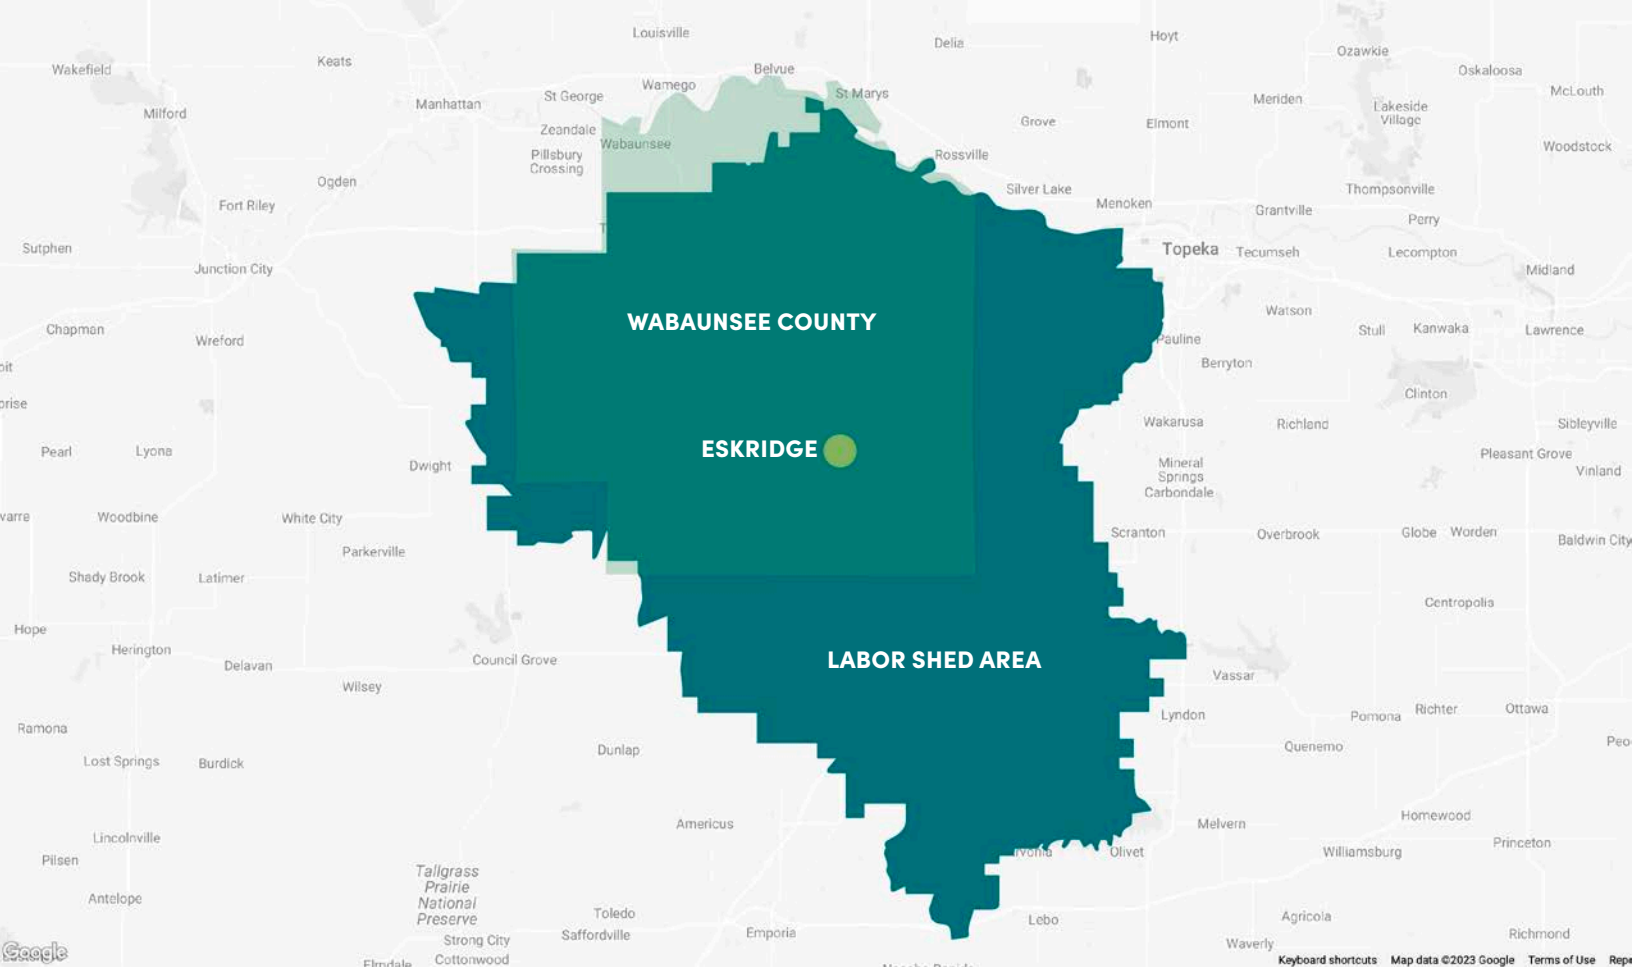 Louisville
Delia
Hoyt
Ozawkie
Keats
Wakefield
Belvue
Oskaloosa
Wamego
St George
St Marys
McLouth
Manhattan
Meriden
Lakeside
Village
Milford
Grove
Elmont
Zeandale
Wabaunsee
Woodstock
Pillsbury
Crossing
Rossville
Ogden
Silver Lake
Thompsonville
Menoken
Fort Riley
Grantville
Perry
Sutphen
Topeka
Tecumseh
Lecompton
Junction City
Midland
WABAUNSEE COUNTY
Watson
Chapman
Stull
Kanwaka
Lawrence
Wreford
Pauline
Berryton
Clinton
Wakarusa
Richland
Sibleyville
ESKRIDGE
Pearl
Lyona
Dwight
Mineral
Springs
Carbondale
Pleasant Grove
Vinland
Woodbine
White City
Scranton
Overbrook
Globe
Worden
Baldwin City
Parkerville
Shady Brook
Latimer
Centropolis
Hope
Herington
Delavan
Council Grove
LABOR SHED AREA
Vassar
Wilsey
Lyndon
Pomona
Richter
Ottawa
Ramona
Dunlap
Quenemo
Lost Springs
Burdick
Americus
Melvern
Homewood
Lincolnville
Olivet
Williamsburg
Princeton
Pilsen
Tallgrass
Prairie
National
Preserve
Antelope
Toledo
Lebo
Agricola
Saffordville
Emporia
Strong City
Waverly
Richmond
Cottonwood
Elmdale
Google
Keyboard shortcuts
Map data ©2023 Google
Terms of Use